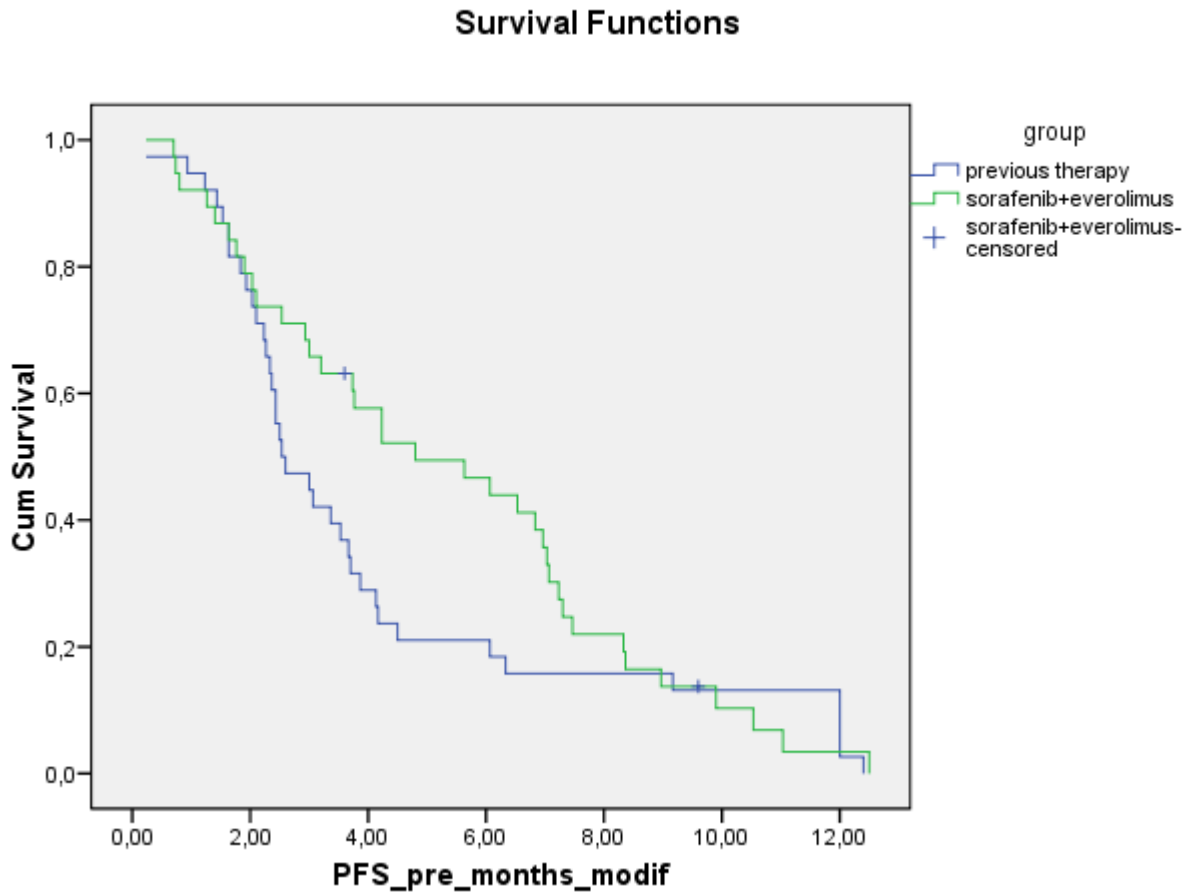 Survival Functions
group
previous therapy
sorafenib+everolimus
sorafenib+everolimus-
censored
1,0
0,8
0,6
0,4
0,2
0,0
Cum Survival
0,00 2,00 4,00 6,00 8,00 10,00 12,00
PFS_pre_months_modif